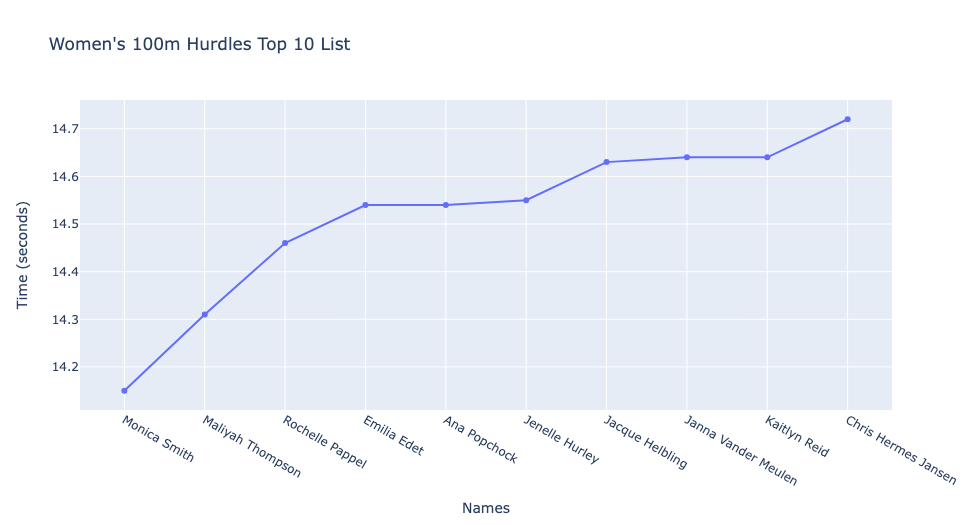 Women's 100m Hurdles Top 10 List
Time (seconds)
14.7
14.6
14.5
14.4
14.3
14.2
Monica Smith
Maliyah Thompson
Rochelle Pappel
Emilia Edet
Ana Popchock
Jenelle Hurley
Jacque Helbling
Janna Vander Meulen
Kaitlyn Reid
Chris Hermes Jansen
Names